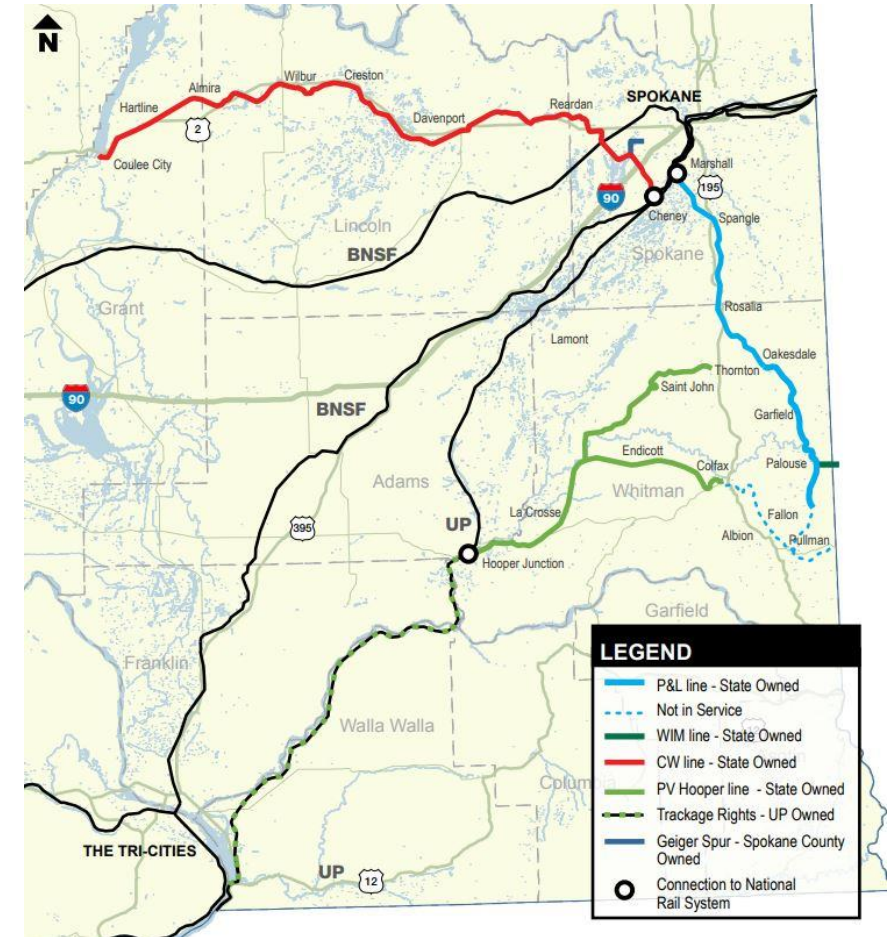 N
SPOKANE
Creston
Wilbur
Almira
Hartline
Reardan
Davenport
2
Coulee City
Marshall
195
90
Cheney
Spangle
Lincoln
BNSF
Spokane
Grant
Rosalia
Lamont
Oakesdale
Thornton
Saint John
90
BNSF
Garfield
Endicott
Colfax
Palouse
Adams
Whitman
La Crosse
Fallon
UP
395
Albion
Pullman
Hooper Junction
Garfield
Franklin
Walla Walla
Columbia
THE TRI-CITIES
UP
12
LEGEND
P&L line - State Owned
Not in Service
WIM line - State Owned
CW line - State Owned
PV Hooper line - State Owned
Trackage Rights - UP Owned
Geiger Spur - Spokane County
Owned
Connection to National
Rail System